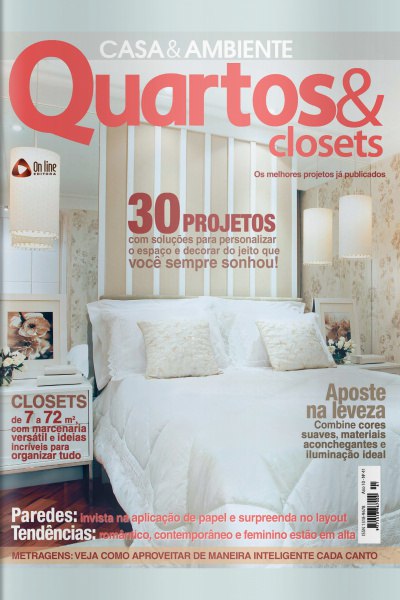 CASA & AMBIENTE
Quartos &
closets
Os melhores projetos já publicados
On line
EDITORA
30 PROJETOS
com soluções para personalizar
o espaço e decorar do jeito que
você sempre sonhou!
CLOSETS
de 7 a 72 m²,
com marcenaria
versátil e ideias
incríveis para
organizar tudo
Aposte
na leveza
Combine cores
suaves, materiais
aconchegantes e
iluminação ideal
Paredes: invista na aplicação de papel e surpreenda no layout
Tendências: romântico, contemporâneo e feminino estão em alta
METRAGENS: VEJA COMO APROVEITAR DE MANEIRA INTELIGENTE CADA CANTO